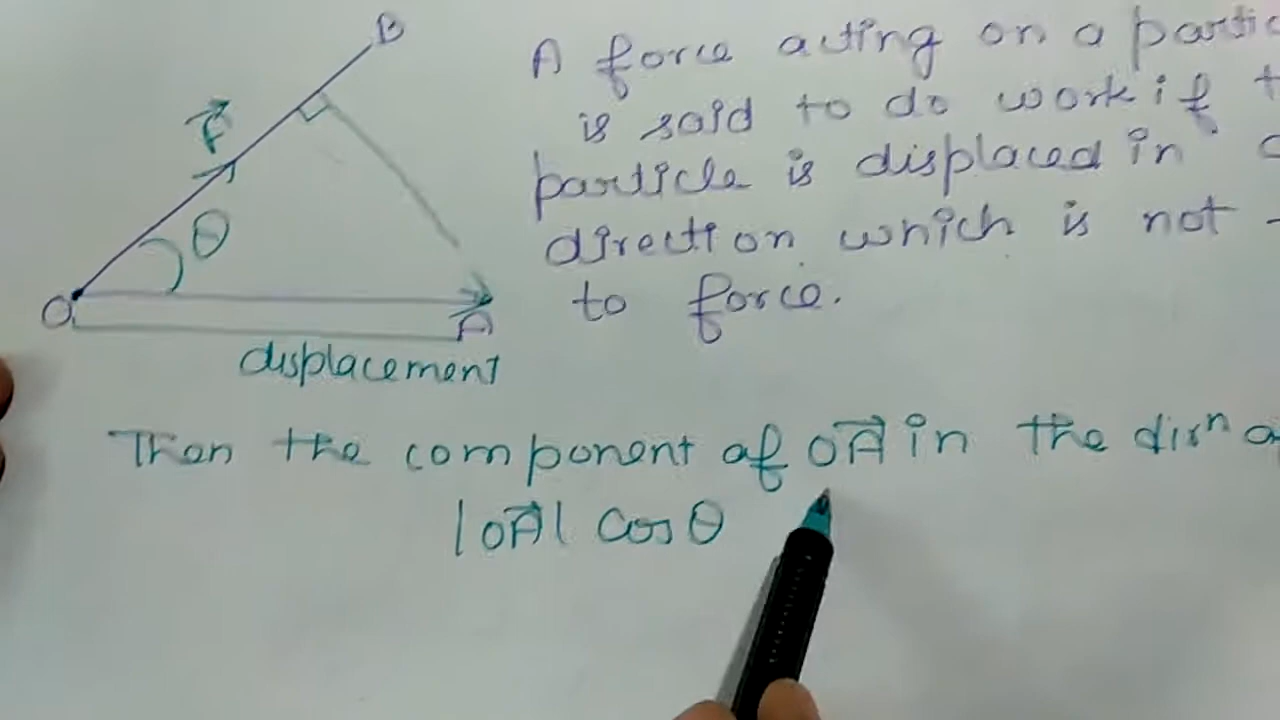 B
A force acting on a
F
is said to do work if
particle is displaced in
θ
direction which is not
O
A
to force.
displacement
Then the component of OA in the dirn
|OA| cos θ